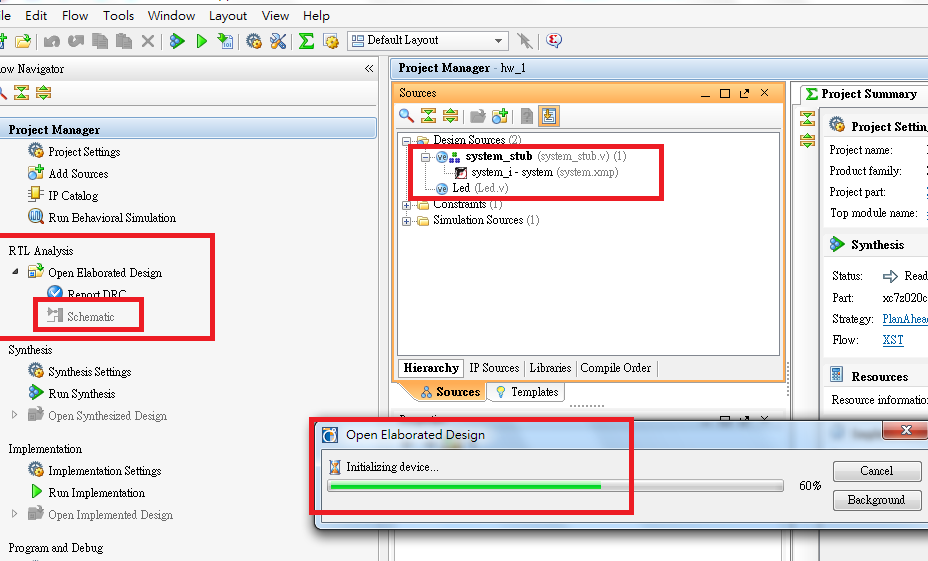 Edit Flow Tools Window Layout View Help
Default Layout
Navigator
Project Manager
Project Settings
Add Sources
IP Catalog
Run Behavioral Simulation
RTL Analysis
Open Elaborated Design
Report DRC
Schematic
Synthesis
Synthesis Settings
Run Synthesis
Open Synthesized Design
Implementation
Implementation Settings
Run Implementation
Open Implemented Design
Program and Debug
Project Manager - hw_1
Sources
Design Sources (2)
system_stub (system_stub.v) (1)
system_i - system (system.xmp)
Led (Led.v)
Constraints (1)
Simulation Sources (1)
Hierarchy IP Sources Libraries Compile Order
Sources Templates
Project Summary
Project Settin
Project name:
Product family:
Project part:
Top module name:
Synthesis
Status: Read
Part: xc7z020c
Strategy: PlanAhea
Flow: XST
Resources
Resource informatio
Open Elaborated Design
Initializing device...
60%
Cancel
Background